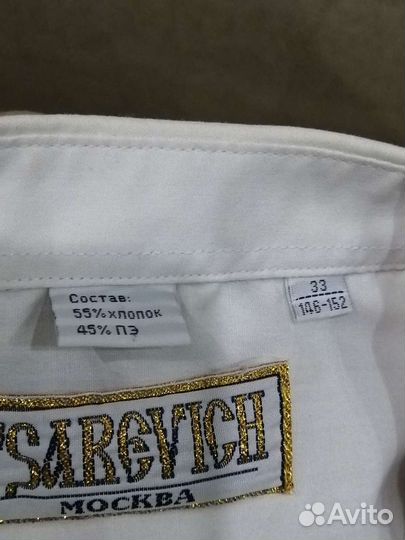 Состав:
55% хлопок
45% ПЭ
33
146-152
TSAREVICH
МОСКВА
Avito